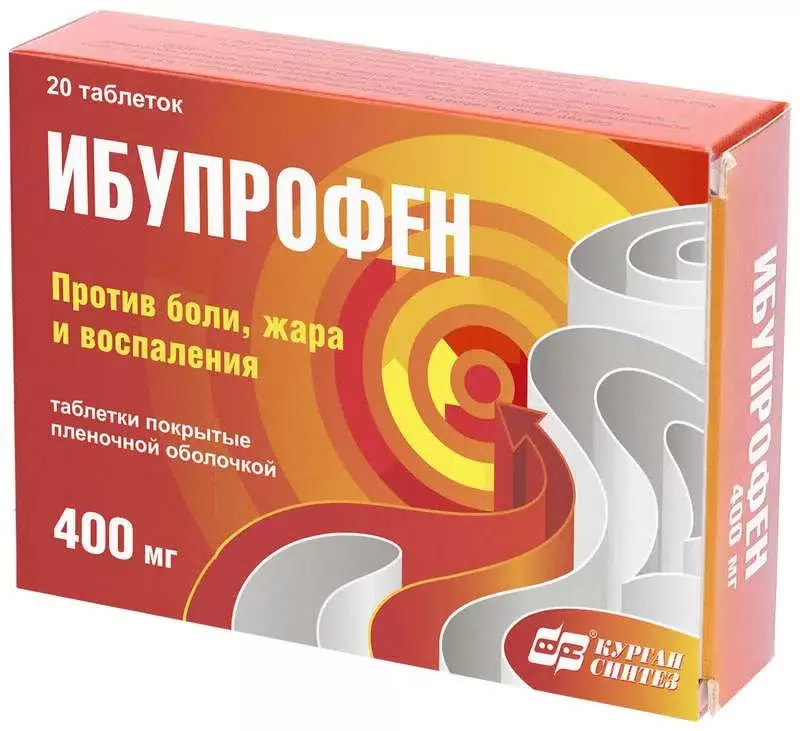 20 таблеток
ИБУПРОФЕН
Против боли, жара
и воспаления
таблетки покрытые
пленочной оболочкой
400 мг
®
КУРГАН
СИНТЕЗ
ИБУПРОФЕН
400 мг